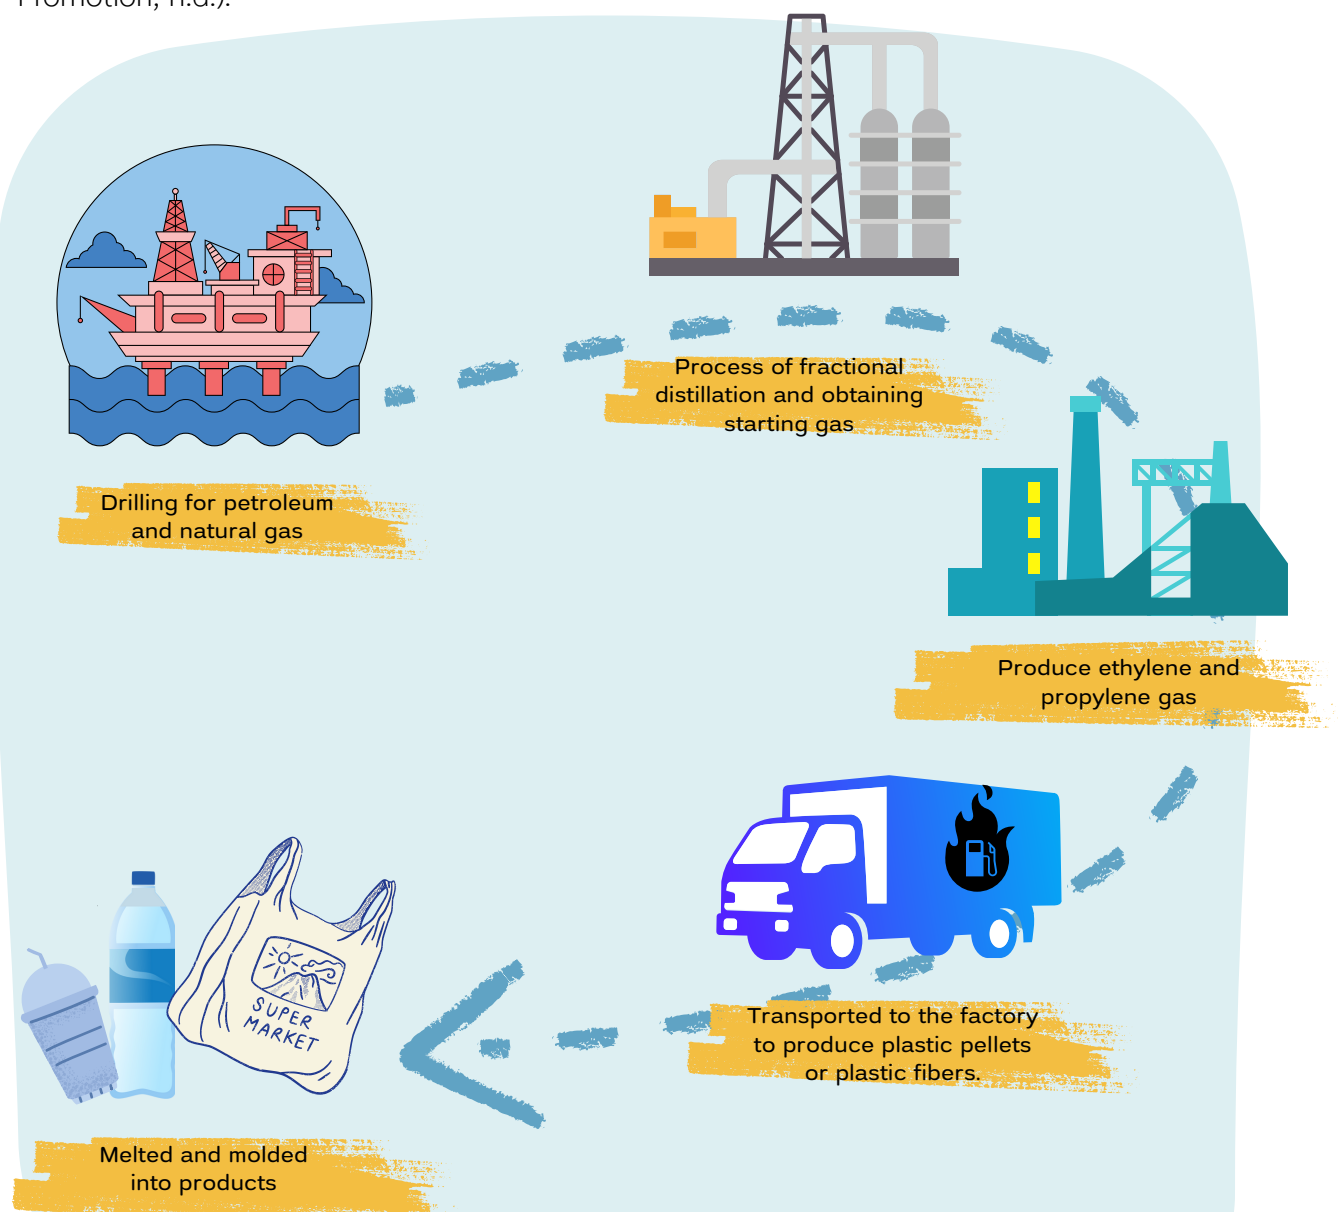 Promotion, n.d.).
Process of fractional
distillation and obtaining
starting gas
Drilling for petroleum
and natural gas
Produce ethylene and
propylene gas
SUPER
MARKET
Transported to the factory
to produce plastic pellets
or plastic fibers.
Melted and molded
into products